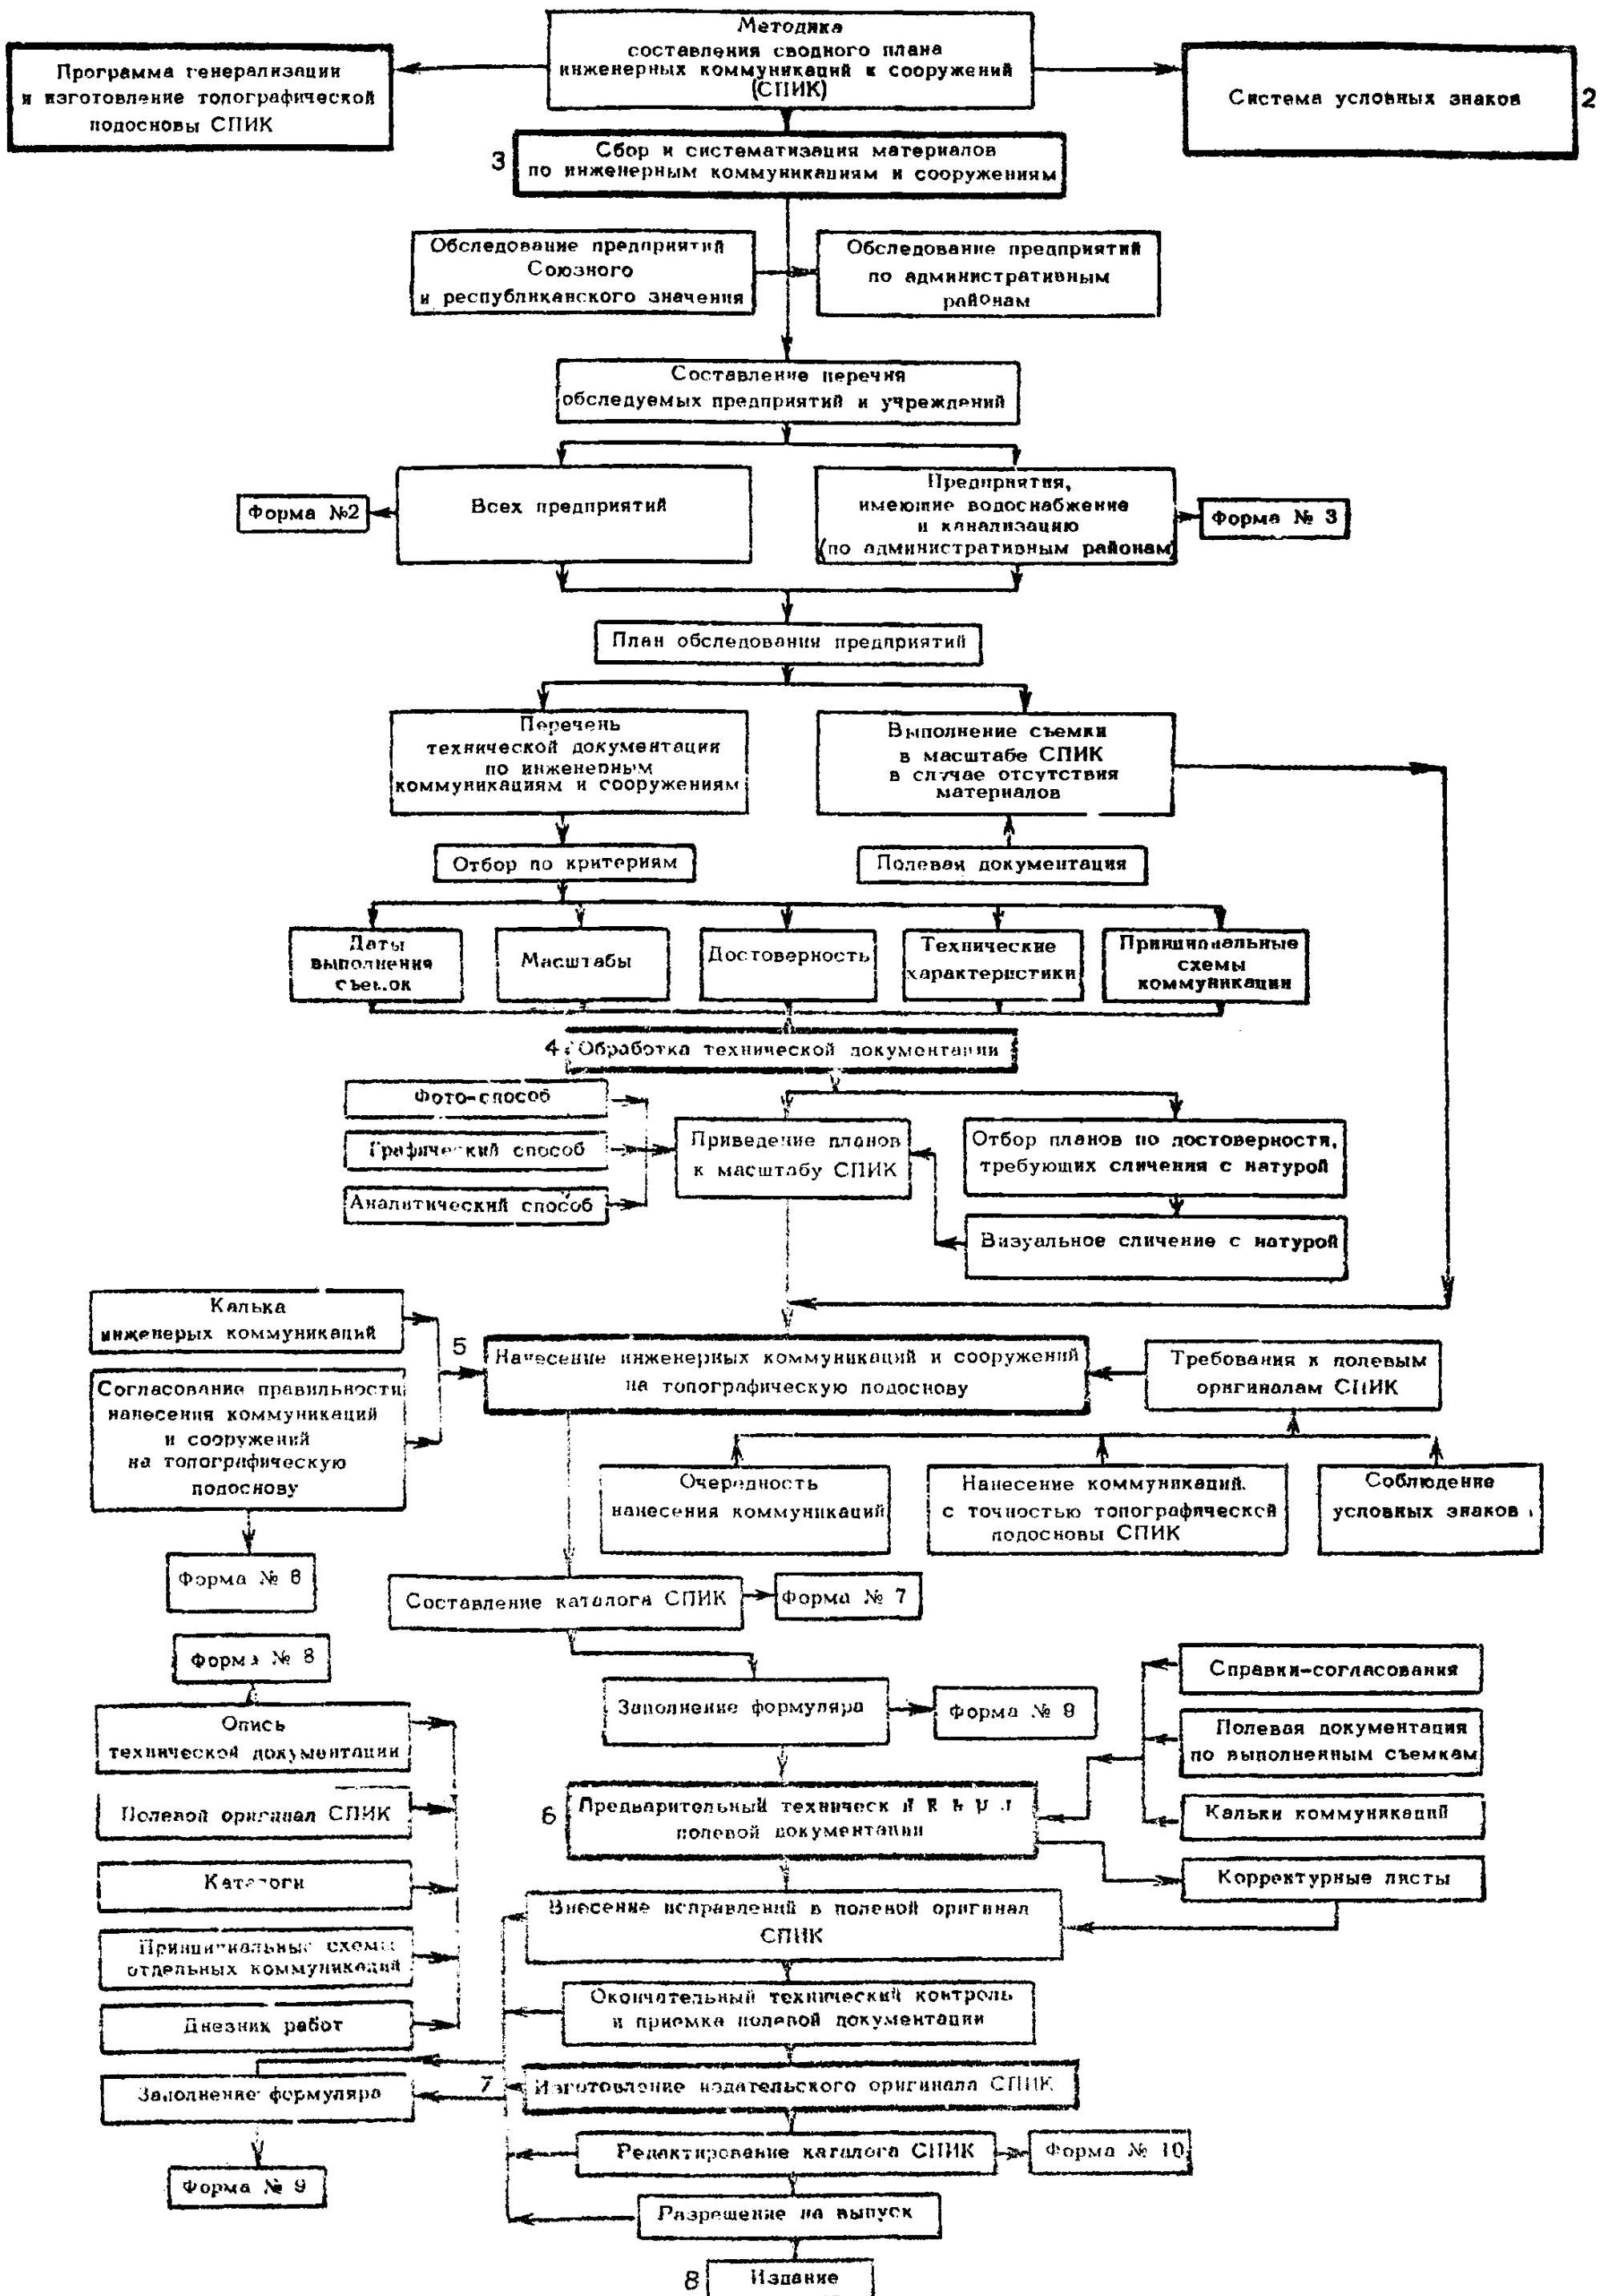 Методика
составления сводного плана
инженерных коммуникаций к сооружений
(СПИК)
Программа генерализации
и изготовление топографической
подосновы СПИК
Система условных знаков
2
3
Сбор и систематизация материалов
по инженерным коммуникациям и сооружениям
Обследование предприятий
Союзного
и республиканского значения
Обследование предприятий
по административным
районам
Составление перечня
обследуемых предприятий и учреждений
Форма №2
Всех предприятий
Предприятия,
имеющие водоснабжение
и канализацию
(по административным районам)
Форма № 3
План обследования предприятий
Перечень
технической документации
по инженерным
коммуникациям и сооружениям
Выполнение съемки
в масштабе СПИК
в случае отсутствия
материалов
Отбор по критериям
Полевая документация
Даты
выполнения
съемок
Масштабы
Достоверность
Технические
характеристики
Принципиальные
схемы
коммуникации
4
Обработка технической документации
Фото-способ
Графический способ
Аналитический способ
Приведение планов
к масштабу СПИК
Отбор планов по достоверности,
требующих сличения с натурой
Визуальное сличение с натурой
Калька
инженерых коммуникаций
Согласование правильности
нанесения коммуникаций
и сооружений
на топографическую
подоснову
5
Нанесение инженерных коммуникаций и сооружений
на топографическую подоснову
Требования к полевым
оригиналам СПИК
Очередность
нанесения коммуникаций
Нанесение коммуникаций.
с точностью топографической
подосновы СПИК
Соблюдение
условных знаков
Форма № 6
Составление каталога СПИК
Форма № 7
Форма № 8
Опись
технической документации
Полевой оригинал СПИК
Каталоги
Принципиальные схемы
отдельных коммуникаций
Дневник работ
Заполнение формуляра
Форма № 9
Справки-согласования
Полевая документация
по выполненным съемкам
Кальки коммуникаций
Корректурные листы
6
Предварительный технический
полевой документации
Внесение исправлений в полевой оригинал
СПИК
Окончательный технический контроль
и приемка полевой документации
Заполнение формуляра
7
Изготовление издательского оригинала СПИК
Форма № 9
Редактирование каталога СПИК
Форма № 10
Разрешение на выпуск
8
Издание